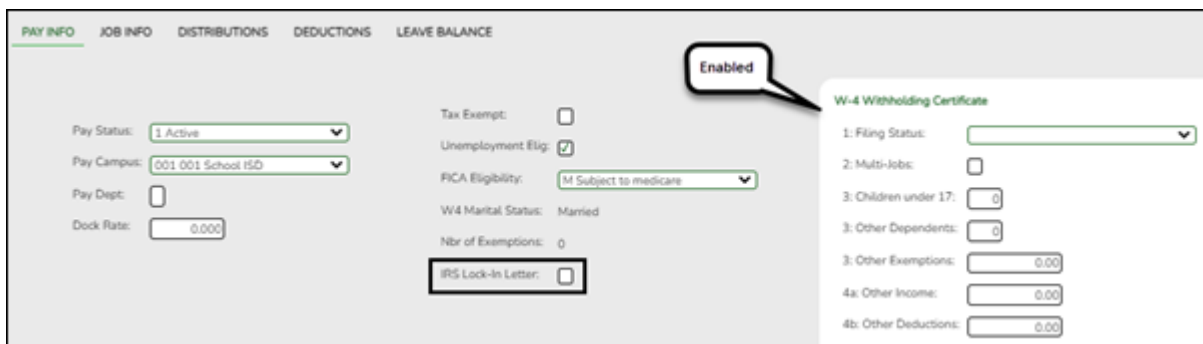 PAY INFO JOB INFO DISTRIBUTIONS DEDUCTIONS LEAVE BALANCE
Enabled
Pay Status: 1 Active
Pay Campus: 001 001 School ISD
Pay Dept:
Dock Rate: 0.000
Tax Exempt:
Unemployment Elig:
FICA Eligibility: M Subject to medicare
W4 Marital Status: Married
Nbr of Exemptions: 0
IRS Lock-In Letter:
W-4 Withholding Certificate
1: Filing Status:
2: Multi-Jobs:
3: Children under 17: 0
3: Other Dependents: 0
3: Other Exemptions: 0.00
4a: Other Income: 0.00
4b: Other Deductions: 0.00